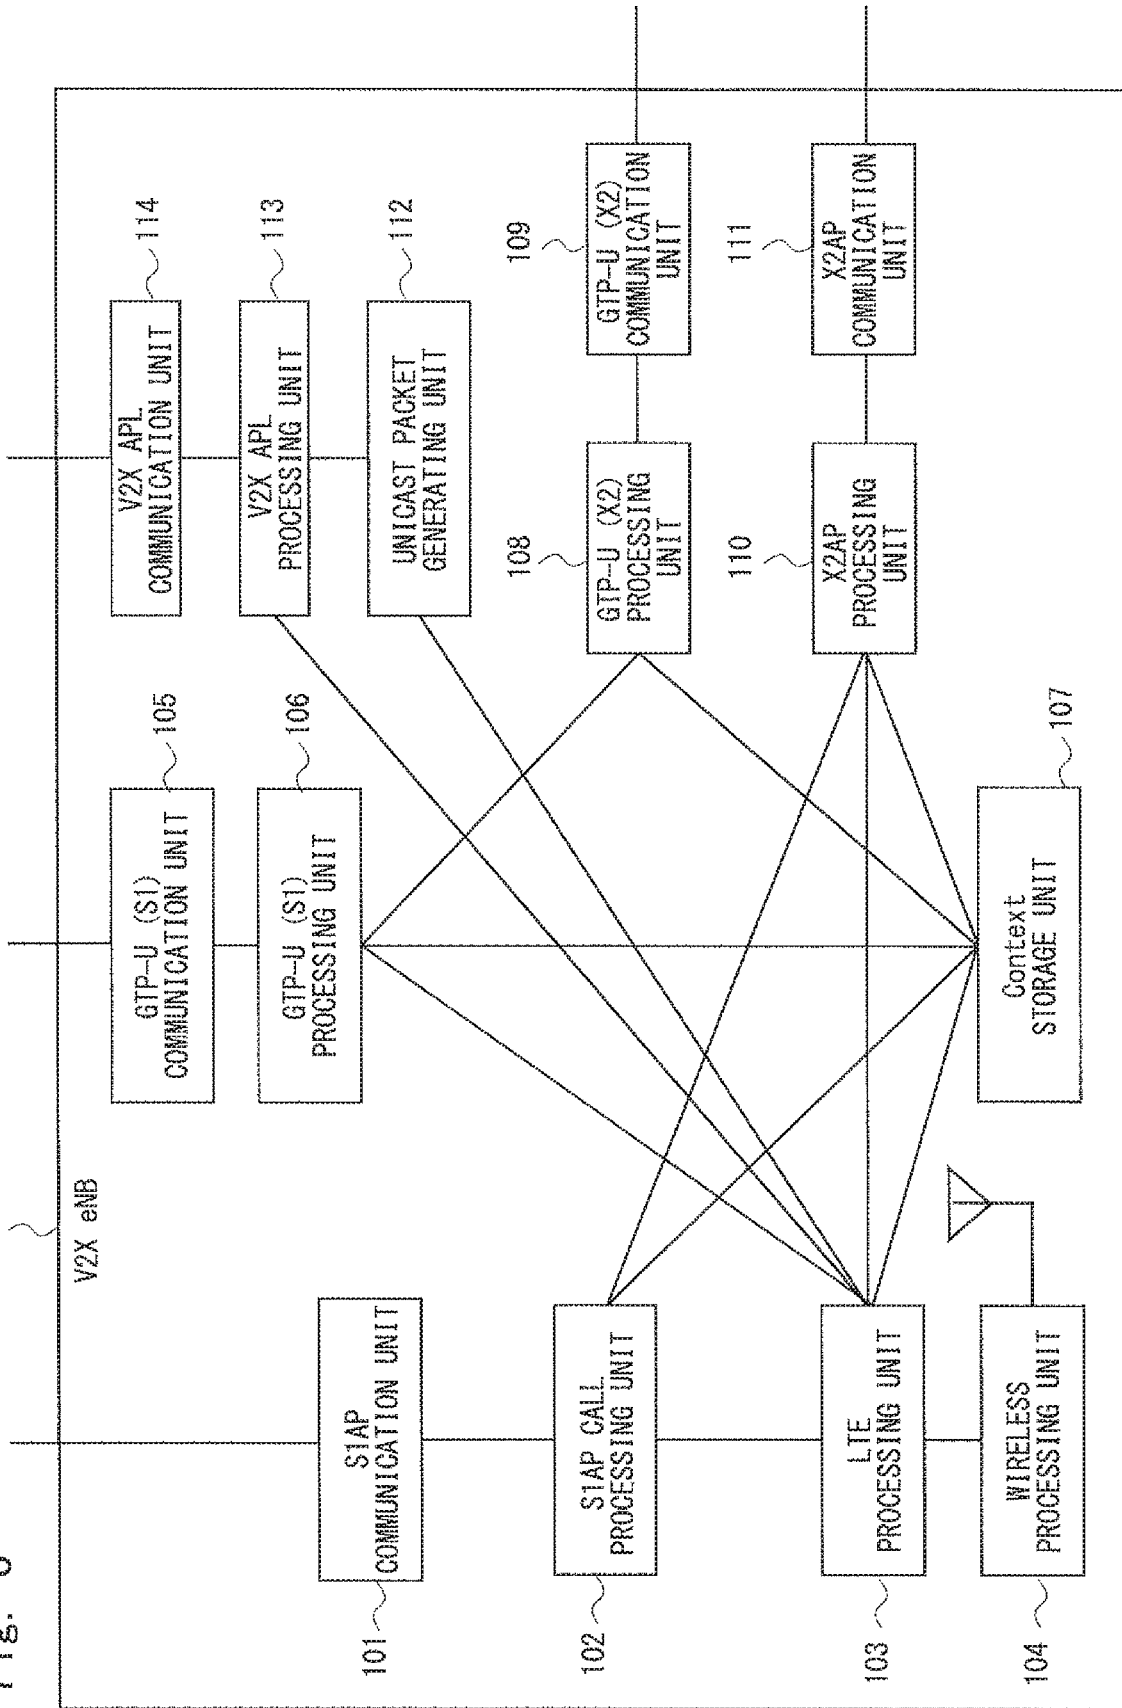 Fig.
V2X eNB
101
S1AP
COMMUNICATION UNIT
102
S1AP CALL
PROCESSING UNIT
103
LTE
PROCESSING UNIT
104
WIRELESS
PROCESSING UNIT
GTP-U (S1)
COMMUNICATION UNIT
105
GTP-U (S1)
PROCESSING UNIT
106
Context
STORAGE UNIT
107
V2X APL
COMMUNICATION UNIT
114
V2X APL
PROCESSING UNIT
113
UNICAST PACKET
GENERATING UNIT
112
108
GTP-U (X2)
PROCESSING
UNIT
109
GTP-U (X2)
COMMUNICATION
UNIT
110
X2AP
PROCESSING
UNIT
111
X2AP
COMMUNICATION
UNIT